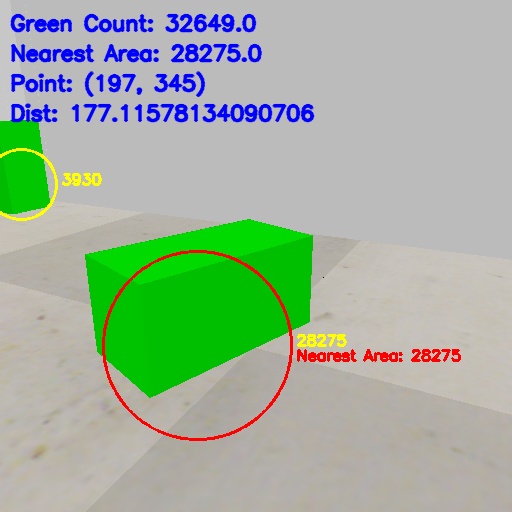 Green Count: 32649.0
Nearest Area: 28275.0
Point: (197, 345)
Dist: 177.11578134090706
3930
28275
Nearest Area: 28275